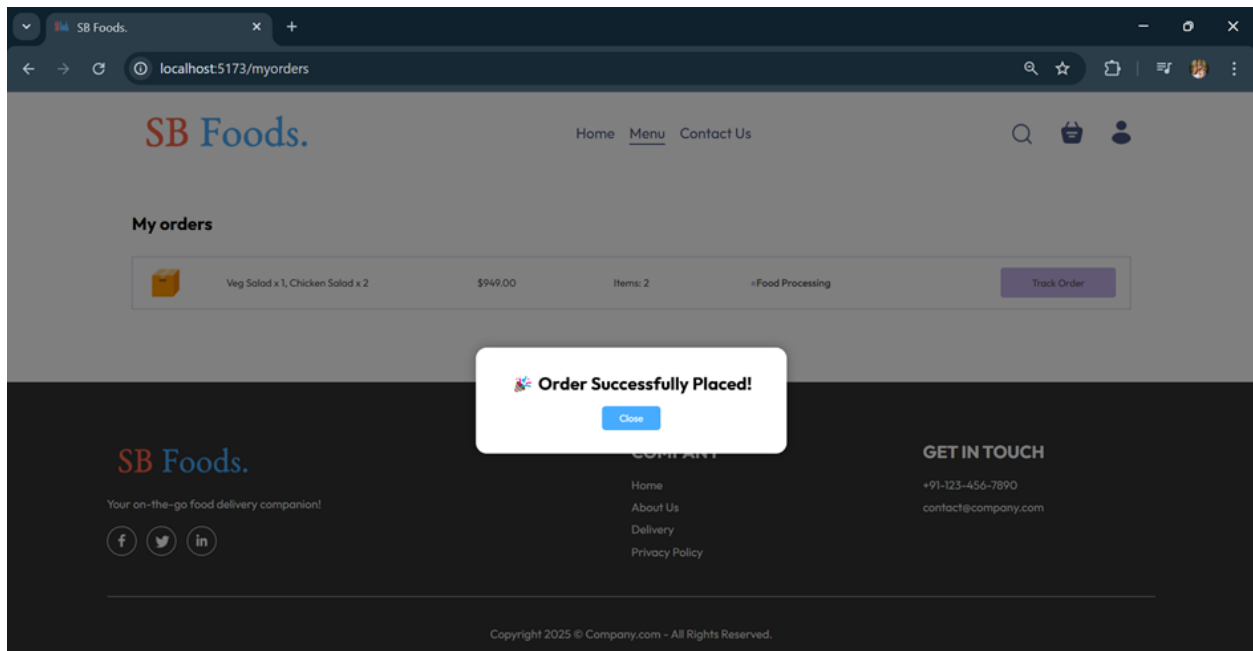 SB Foods.
localhost:5173/myorders
SB Foods.
Home Menu Contact Us
My orders
Veg Salad x 1, Chicken Salad x 2 $949.00 Items: 2 Food Processing Track Order
🎉 Order Successfully Placed!
Close
SB Foods.
Your on-the-go food delivery companion!
COMPANY
Home
About Us
Delivery
Privacy Policy
GET IN TOUCH
+91-123-456-7890
contact@company.com
Copyright 2025 © Company.com - All Rights Reserved.